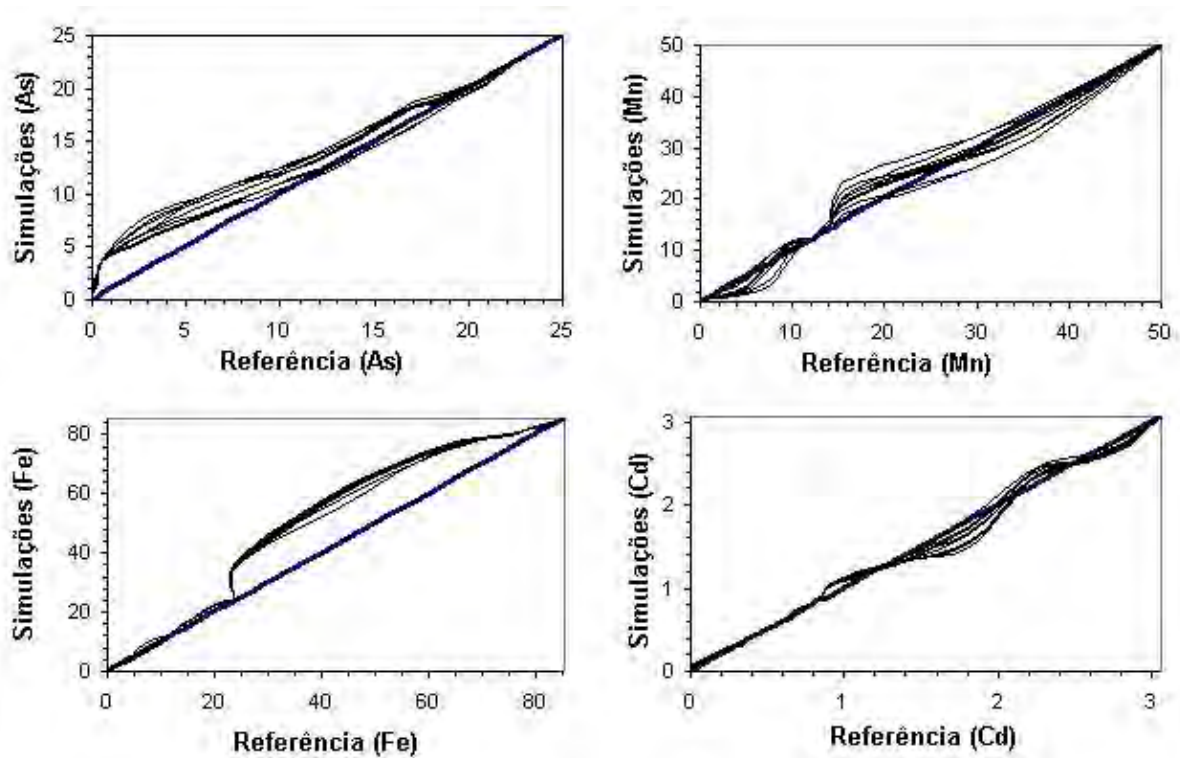 Simulações (As)
25
20
15
10
5
0
0 5 10 15 20 25
Referência (As)
Simulações (Mn)
50
40
30
20
10
0
0 10 20 30 40 50
Referência (Mn)
Simulações (Fe)
80
60
40
20
0
0 20 40 60 80
Referência (Fe)
Simulações (Cd)
3
2
1
0
0 1 2 3
Referência (Cd)